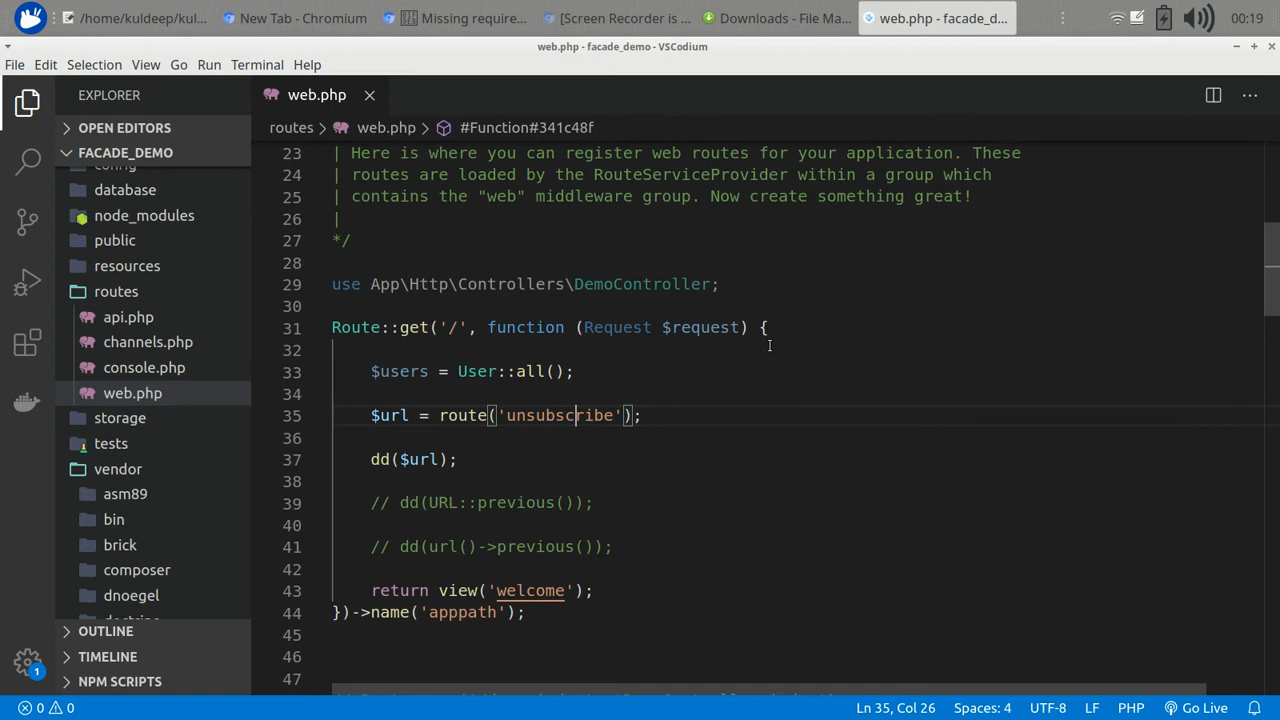 /home/kuldeep/kul...
New Tab - Chromium
Missing require...
[Screen Recorder is ...
Downloads - File Ma...
web.php - facade_d...
00:19
web.php - facade_demo - VSCodium
File Edit Selection View Go Run Terminal Help
EXPLORER
OPEN EDITORS
FACADE_DEMO
config
database
node_modules
public
resources
routes
api.php
channels.php
console.php
web.php
storage
tests
vendor
asm89
bin
brick
composer
dnoegel
doctrine
OUTLINE
TIMELINE
NPM SCRIPTS
1
web.php
routes > web.php > #Function#341c48f
23 | Here is where you can register web routes for your application. These
24 | routes are loaded by the RouteServiceProvider within a group which
25 | contains the "web" middleware group. Now create something great!
26 |
27 */
28
29 use App\Http\Controllers\DemoController;
30
31 Route::get('/', function (Request $request) {
32
33 $users = User::all();
34
35 $url = route('unsubscribe');
36
37 dd($url);
38
39 // dd(URL::previous());
40
41 // dd(url()->previous());
42
43 return view('welcome');
44 })->name('apppath');
45
46
47
0 0
Ln 35, Col 26
Spaces: 4
UTF-8
LF
PHP
Go Live